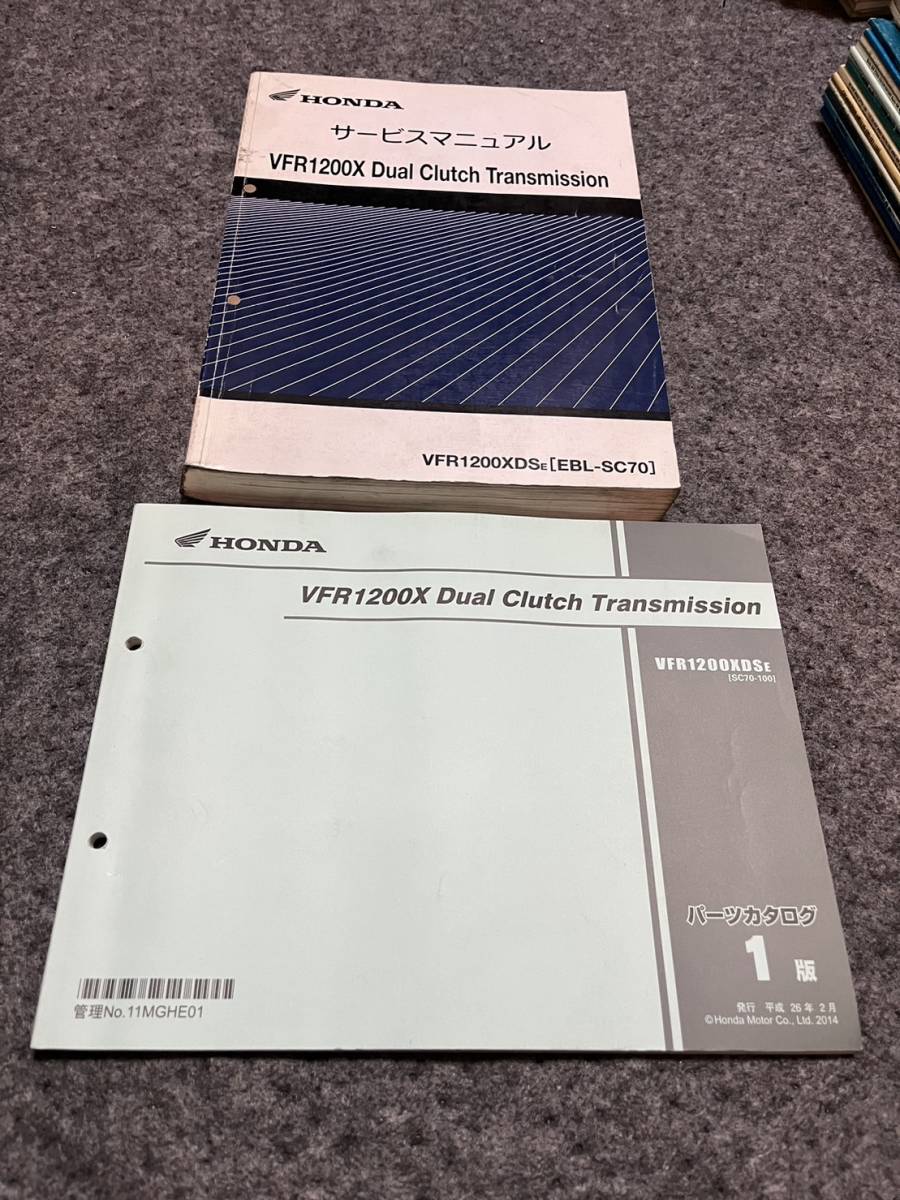 HONDA
サービスマニュアル
VFR1200X Dual Clutch Transmission
VFR1200XDSE [EBL-SC70]
HONDA
VFR1200X Dual Clutch Transmission
VFR1200XDSE
[SC70-100]
パーツカタログ
1 版
発行 平成 26年 2月
©Honda Motor Co., Ltd. 2014
管理No.11MGHE01